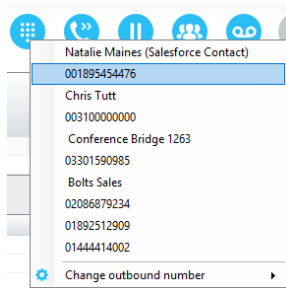 Natalie Maines (Salesforce Contact)
001895454476
Chris Tutt
003100000000
Conference Bridge 1263
03301590985
Bolts Sales
02086879234
01892512909
01444414002
Change outbound number